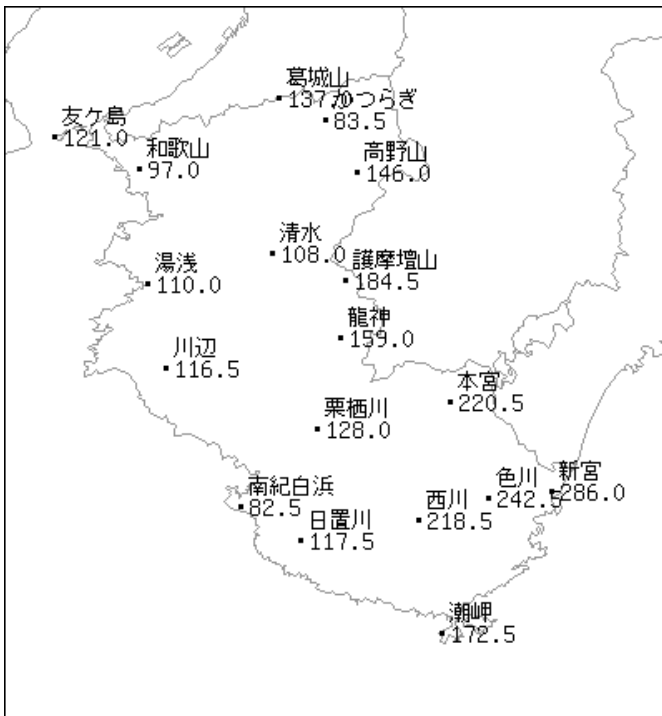 葛城山
137.0
かつらぎ
83.5
友ケ島
121.0
和歌山
97.0
高野山
146.0
清水
108.0
護摩壇山
184.5
湯浅
110.0
龍神
159.0
川辺
116.5
本宮
220.5
栗栖川
128.0
新宮
286.0
色川
242.5
南紀白浜
82.5
西川
218.5
日置川
117.5
潮岬
172.5